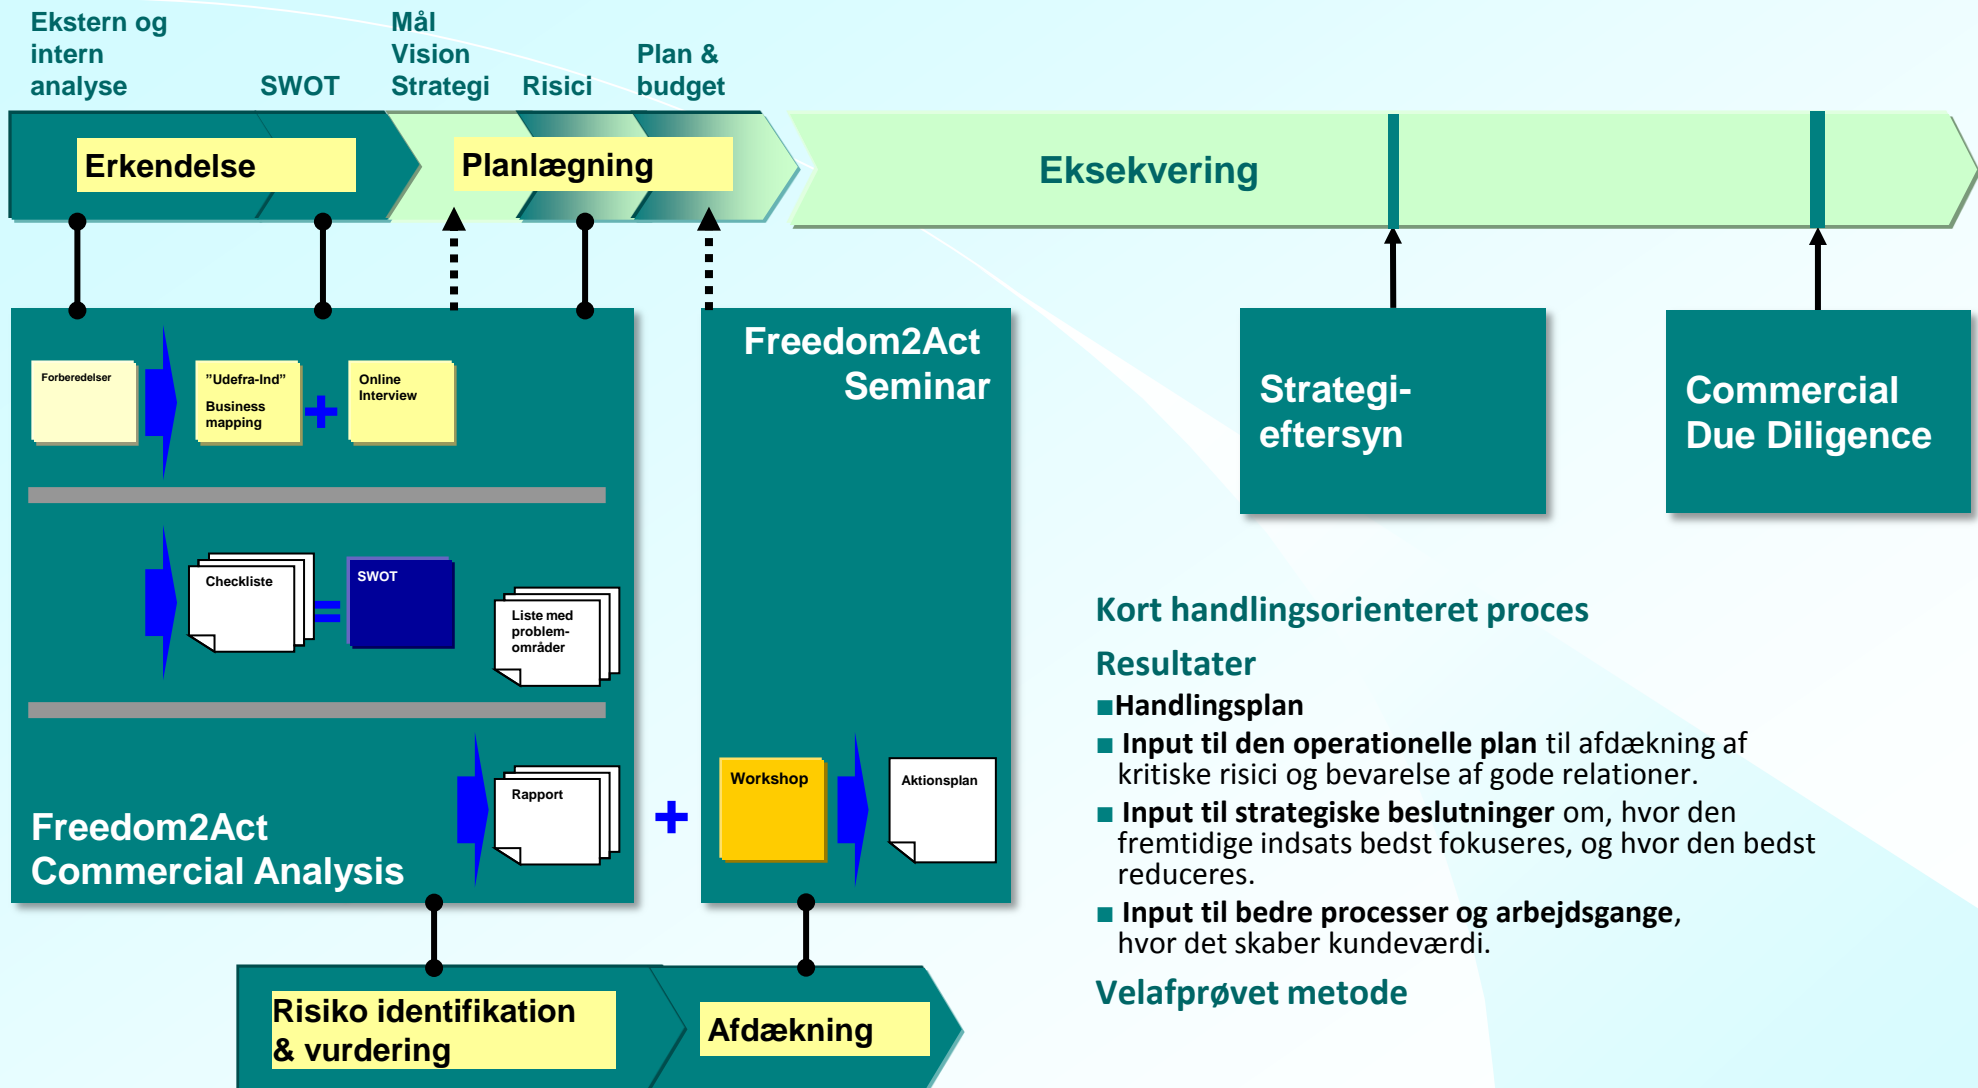 Ekstern og
intern
analyse
SWOT
Mål
Vision
Strategi
Risici
Plan &
budget
Erkendelse
Planlægning
Eksekvering
Forberedelser
”Udefra-Ind”
Business
mapping
+
Online
Interview
Checkliste
=
SWOT
Liste med
problem-
områder
Rapport
Freedom2Act
Commercial Analysis
+
Freedom2Act
Seminar
Workshop
Aktionsplan
Strategi-
eftersyn
Commercial
Due Diligence
Kort handlingsorienteret proces
Resultater
■Handlingsplan
■ Input til den operationelle plan til afdækning af
kritiske risici og bevarelse af gode relationer.
■ Input til strategiske beslutninger om, hvor den
fremtidige indsats bedst fokuseres, og hvor den bedst
reduceres.
■ Input til bedre processer og arbejdsgange,
hvor det skaber kundeværdi.
Velafprøvet metode
Risiko identifikation
& vurdering
Afdækning